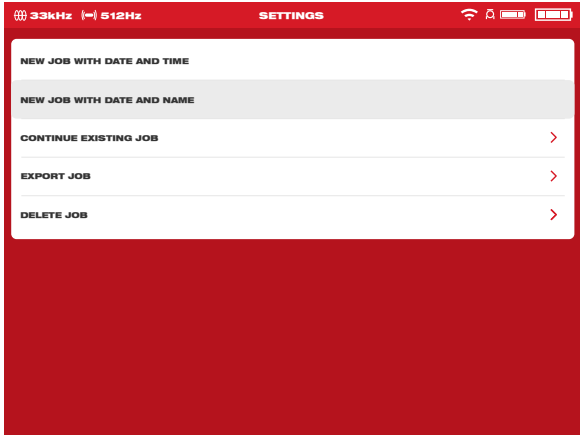 33kHz 512Hz SETTINGS
NEW JOB WITH DATE AND TIME
NEW JOB WITH DATE AND NAME
CONTINUE EXISTING JOB
EXPORT JOB
DELETE JOB